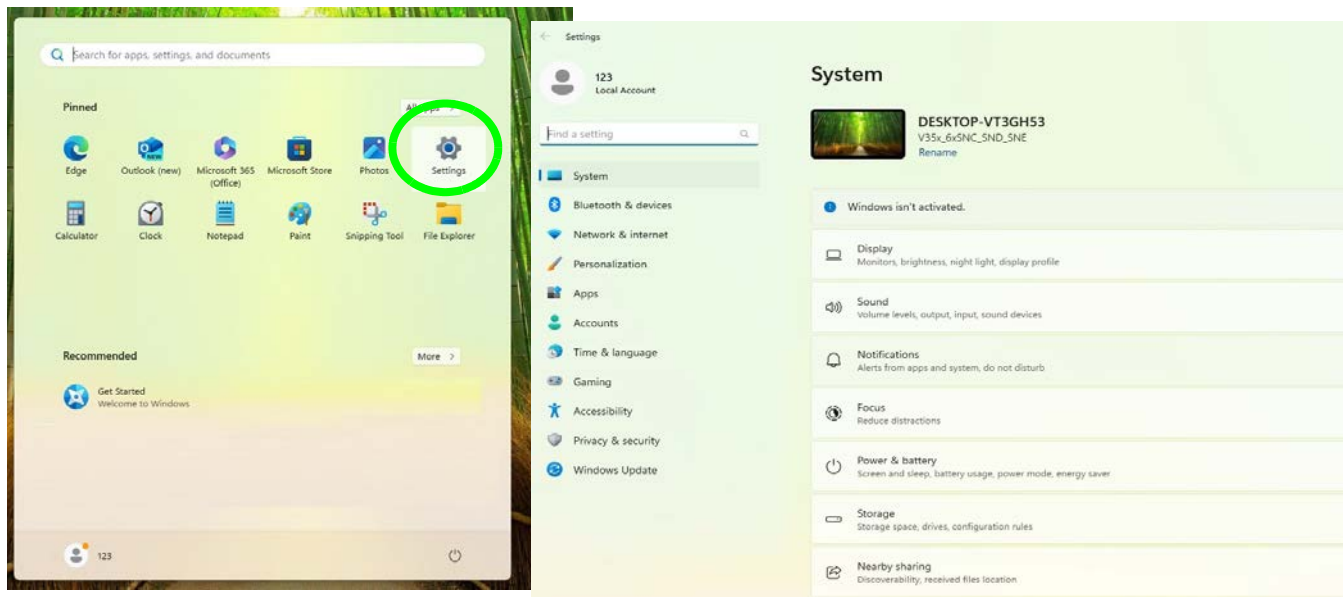 Search for apps, settings, and documents
Pinned
All apps >
Edge
Outlook (new)
Microsoft 365
(Office)
Microsoft Store
Photos
Settings
Calculator
Clock
Notepad
Paint
Snipping Tool
File Explorer
Recommended
More >
Get Started
Welcome to Windows
123
Settings
123
Local Account
Find a setting
System
Bluetooth & devices
Network & internet
Personalization
Apps
Accounts
Time & language
Gaming
Accessibility
Privacy & security
Windows Update
System
DESKTOP-VT3GH53
V35x_6xSNC_SND_SNE
Rename
Windows isn't activated.
Display
Monitors, brightness, night light, display profile
Sound
Volume levels, output, input, sound devices
Notifications
Alerts from apps and system, do not disturb
Focus
Reduce distractions
Power & battery
Screen and sleep, battery usage, power mode, energy saver
Storage
Storage space, drives, configuration rules
Nearby sharing
Discoverability, received files location